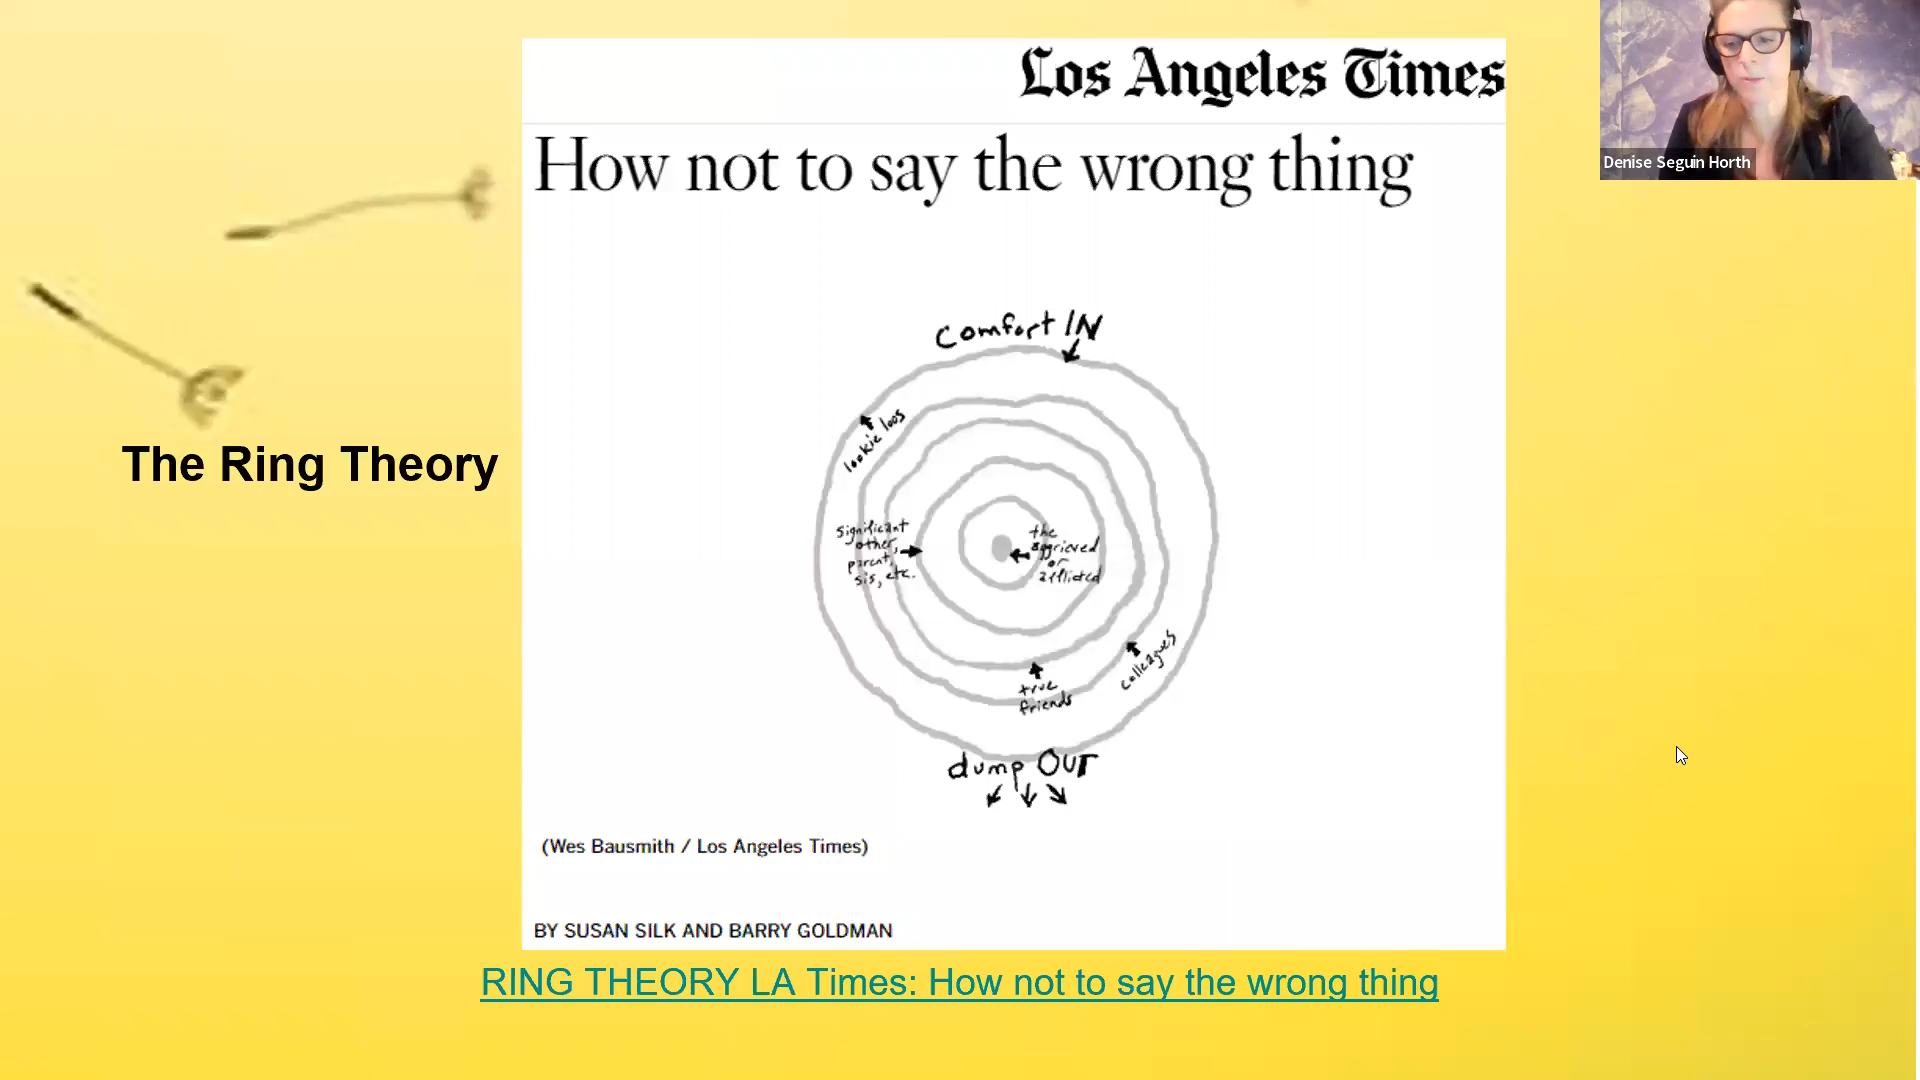 Los Angeles Times
How not to say the wrong thing
Denise Seguin Horth
Comfort IN
lookie loos
The Ring Theory
significant
other,
parent,
sis, etc.
the
aggrieved
or
afflicted
colleagues
true
friends
dump OUT
(Wes Bausmith / Los Angeles Times)
BY SUSAN SILK AND BARRY GOLDMAN
RING THEORY LA Times: How not to say the wrong thing